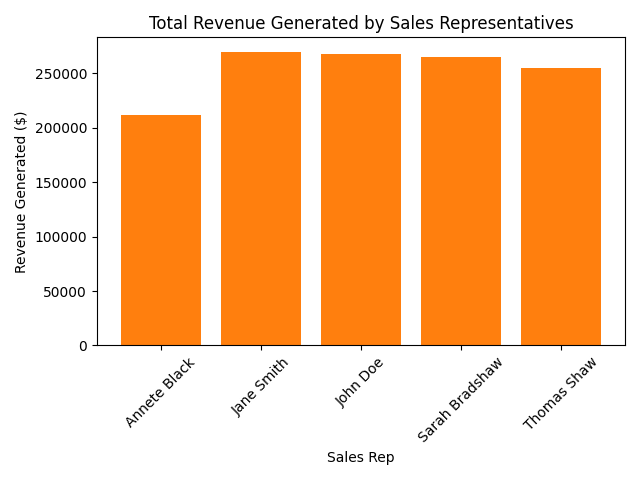 Total Revenue Generated by Sales Representatives
Revenue Generated ($)
250000
200000
150000
100000
50000
0
Annete Black
Jane Smith
John Doe
Sarah Bradshaw
Thomas Shaw
Sales Rep